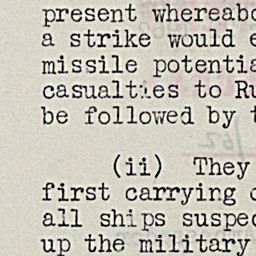 present whereabo
a strike would e
missile potentia
casualties to Ru
be followed by t
(ii) They
first carrying c
all ships suspec
up the military